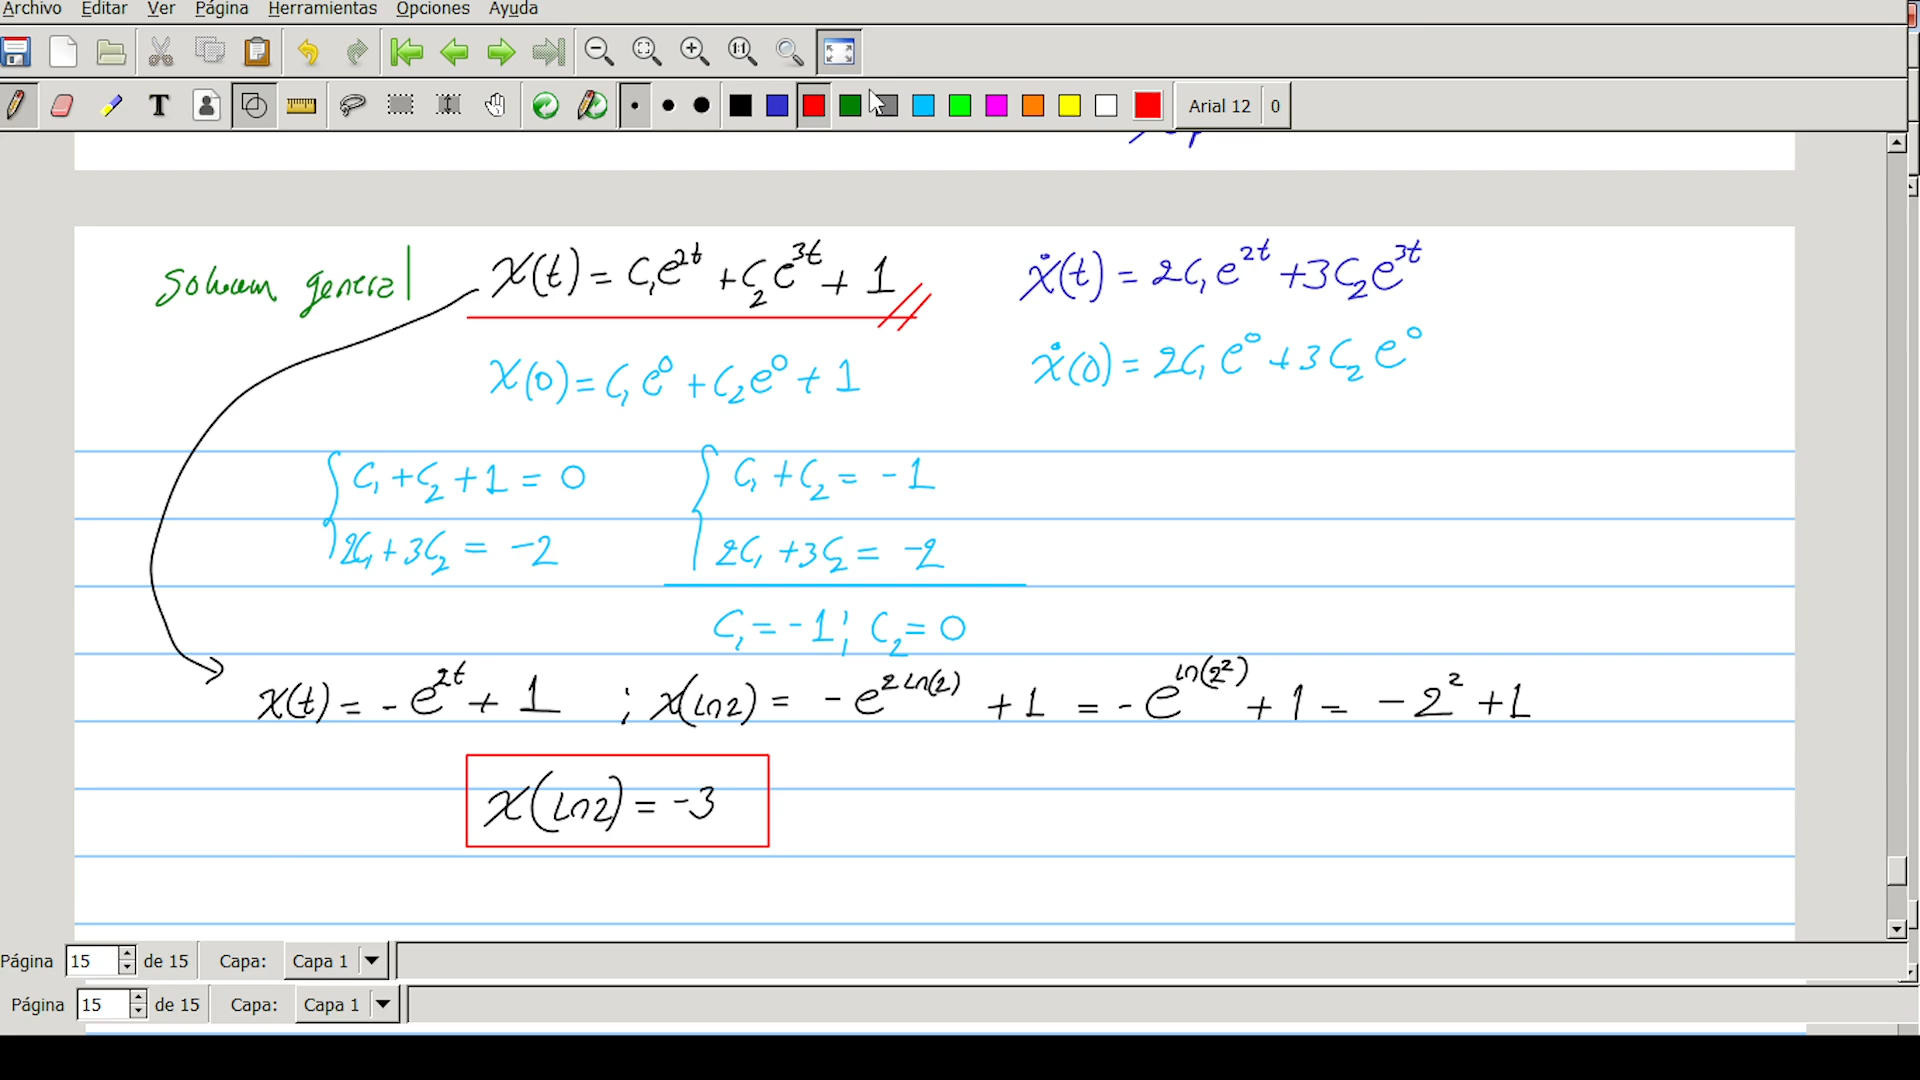 Archivo Editar Ver Página Herramientas Opciones Ayuda
1:1
T Arial 12 0
Solucion general x(t) = C₁e^{2t} + C₂e^{3t} + 1 ẋ(t) = 2C₁e^{2t} + 3C₂e^{3t}
x(0) = C₁e⁰ + C₂e⁰ + 1 ẋ(0) = 2C₁e⁰ + 3C₂e⁰
C₁ + C₂ + 1 = 0 C₁ + C₂ = -1
2C₁ + 3C₂ = -2 2C₁ + 3C₂ = -2
C₁ = -1; C₂ = 0
x(t) = -e^{2t} + 1 ; x(ln2) = -e^{2ln(2)} + 1 = -e^{ln(2²)} + 1 = -2² + 1
x(ln2) = -3
Página 15 de 15 Capa: Capa 1
Página 15 de 15 Capa: Capa 1